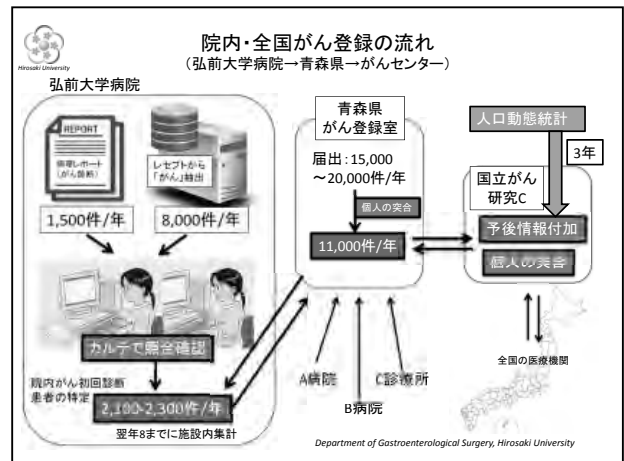 Hirosaki University
院内・全国がん登録の流れ
(弘前大学病院→青森県→がんセンター)
弘前大学病院
REPORT
病理レポート
(がん診断)
レセプトから
「がん」抽出
1,500件/年
8,000件/年
カルテで照合確認
院内がん初回診断
患者の特定
2,100-2,300件/年
翌年8までに施設内集計
青森県
がん登録室
届出:15,000
~20,000件/年
個人の突合
11,000件/年
A病院
B病院
C診療所
人口動態統計
3年
国立がん
研究C
予後情報付加
個人の突合
全国の医療機関
Department of Gastroenterological Surgery, Hirosaki University